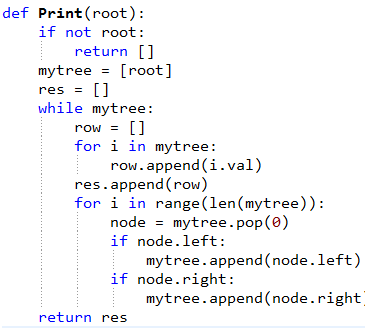 def Print(root):
    if not root:
        return []
    mytree = [root]
    res = []
    while mytree:
        row = []
        for i in mytree:
            row.append(i.val)
        res.append(row)
        for i in range(len(mytree)):
            node = mytree.pop(0)
            if node.left:
                mytree.append(node.left)
            if node.right:
                mytree.append(node.right
    return res